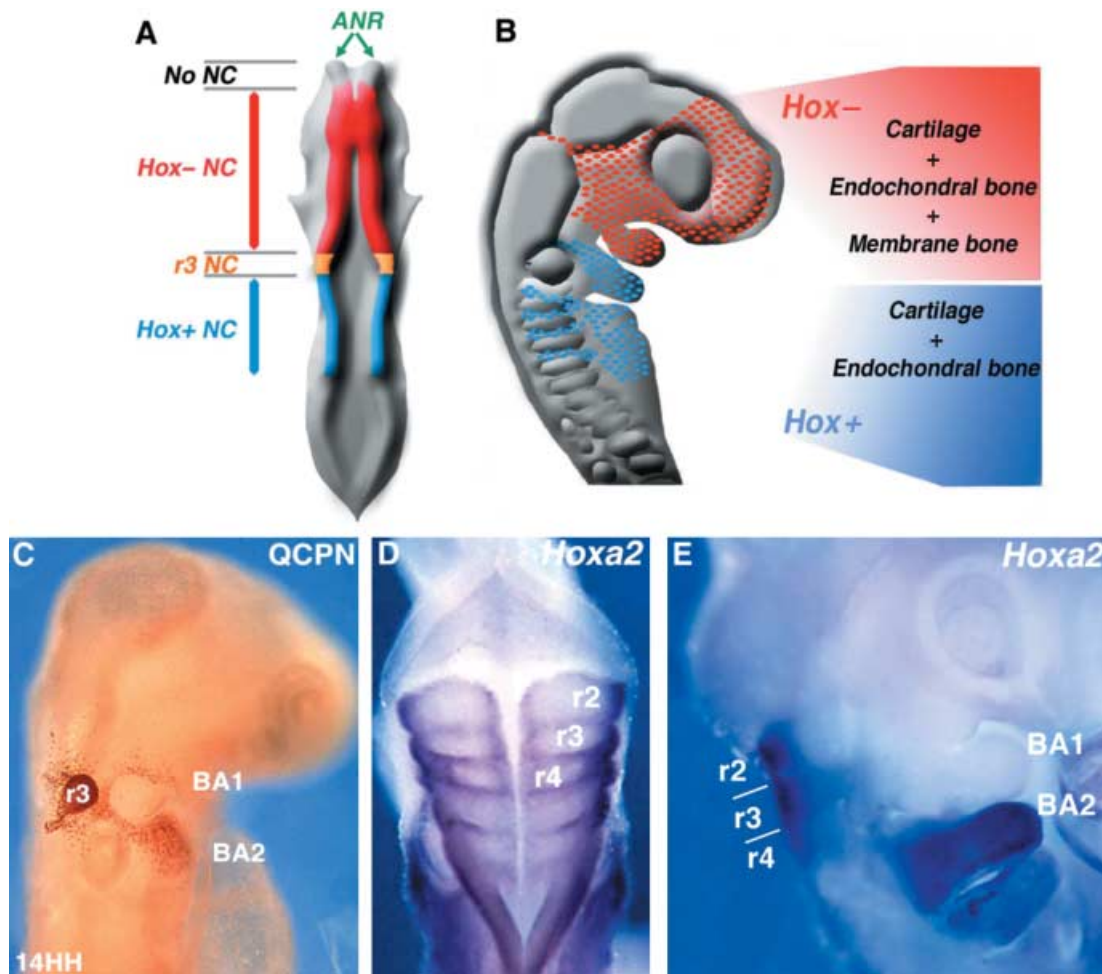 A
ANR
No NC
Hox– NC
r3 NC
Hox+ NC
B
Hox–
Cartilage
+
Endochondral bone
+
Membrane bone
Cartilage
+
Endochondral bone
Hox+
C
QCPN
r3
BA1
BA2
14HH
D
Hoxa2
r2
r3
r4
E
Hoxa2
BA1
BA2
r2
r3
r4